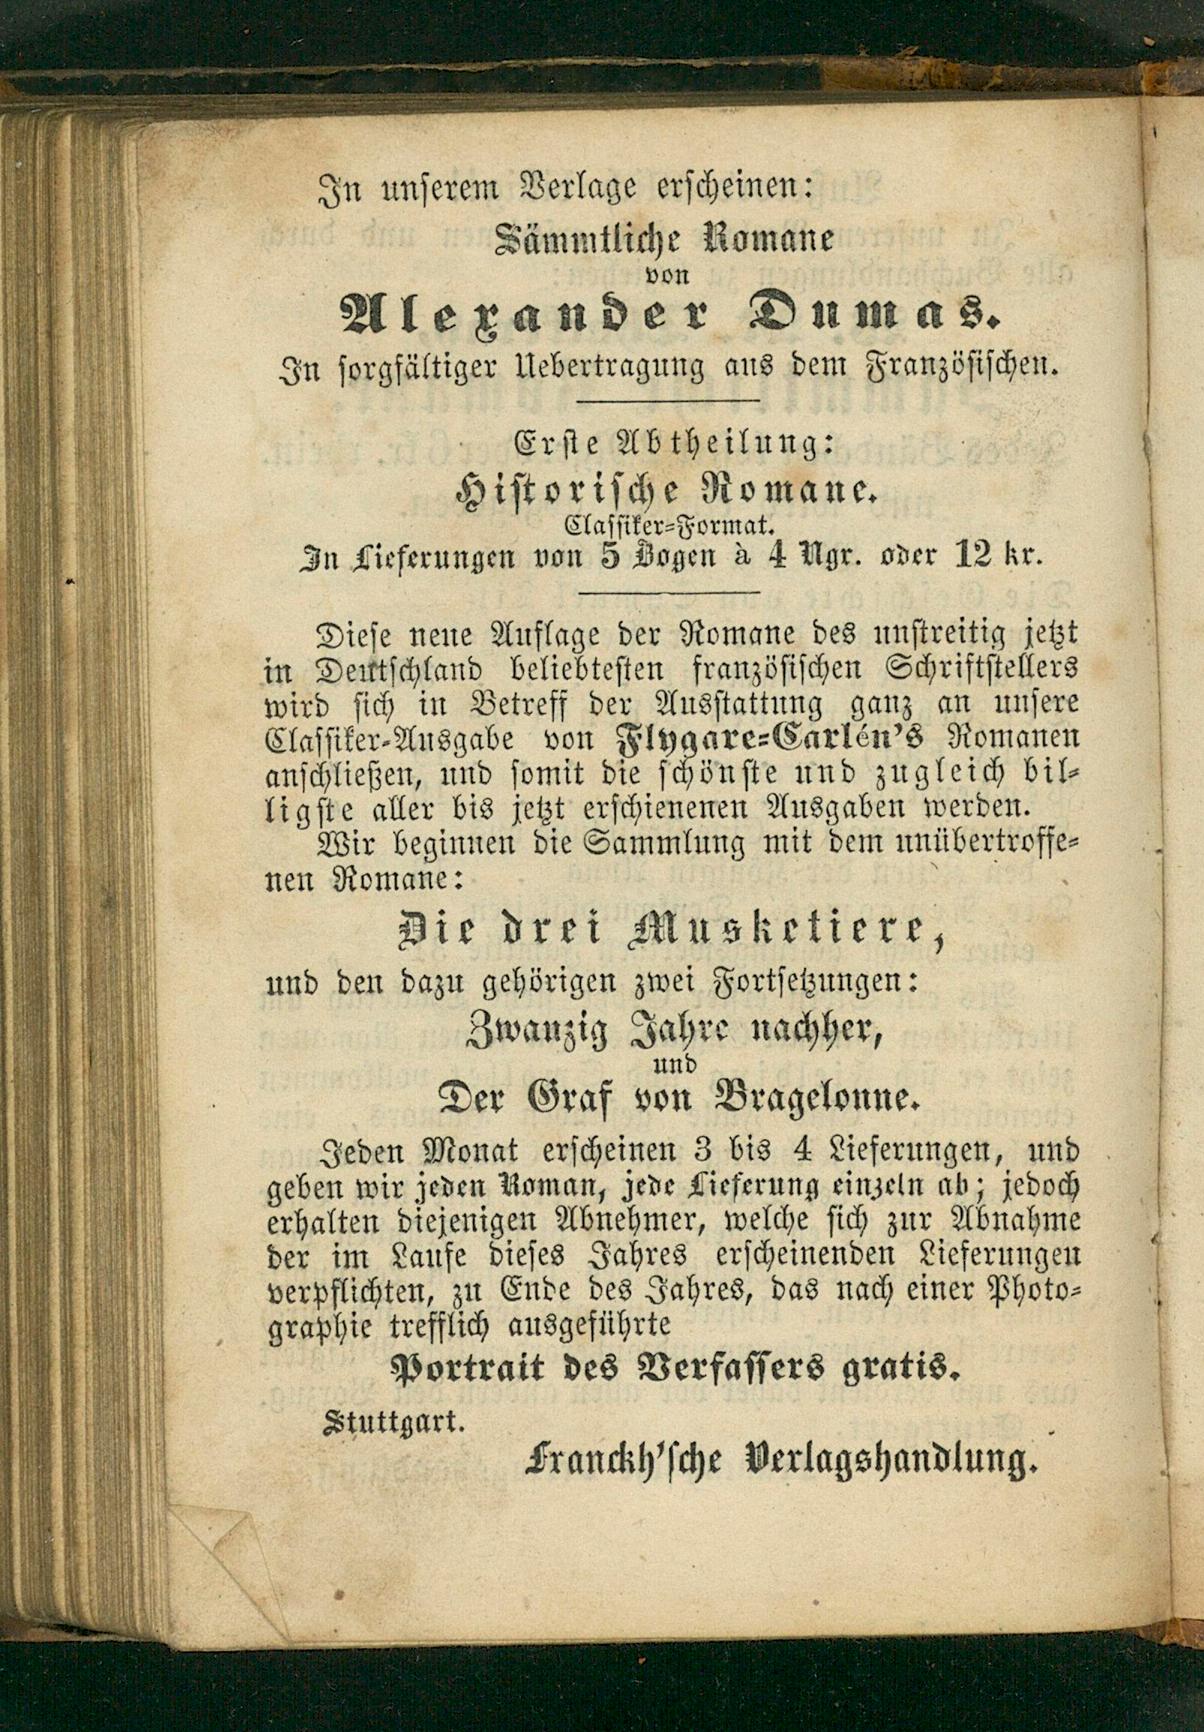 In unserem Verlage erscheinen:
Sämmtliche Romane
von
Alexander Dumas.
In sorgfältiger Uebertragung aus dem Französischen.
Erste Abtheilung:
Historische Romane.
Classiker-Format.
In Lieferungen von 5 Bogen à 4 Ngr. oder 12 kr.
Diese neue Auflage der Romane des unstreitig jetzt
in Deutschland beliebtesten französischen Schriftstellers
wird sich in Betreff der Ausstattung ganz an unsere
Classiker-Ausgabe von Flygare-Carlén's Romanen
anschließen, und somit die schönste und zugleich bil-
ligste aller bis jetzt erschienenen Ausgaben werden.
Wir beginnen die Sammlung mit dem unübertroffe-
nen Romane:
Die drei Musketiere,
und den dazu gehörigen zwei Fortsetzungen:
Zwanzig Jahre nachher,
und
Der Graf von Bragelonne.
Jeden Monat erscheinen 3 bis 4 Lieferungen, und
geben wir jeden Roman, jede Lieferung einzeln ab; jedoch
erhalten diejenigen Abnehmer, welche sich zur Abnahme
der im Laufe dieses Jahres erscheinenden Lieferungen
verpflichten, zu Ende des Jahres, das nach einer Photo-
graphie trefflich ausgeführte
Portrait des Verfassers gratis.
Stuttgart.
Franckh'sche Verlagshandlung.